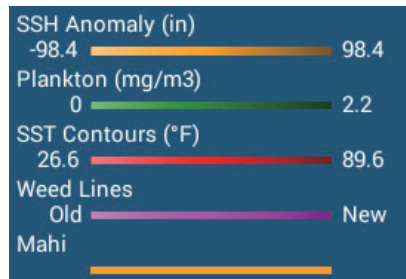 SSH Anomaly (in)
-98.4 98.4
Plankton (mg/m3)
0 2.2
SST Contours (°F)
26.6 89.6
Weed Lines
Old New
Mahi